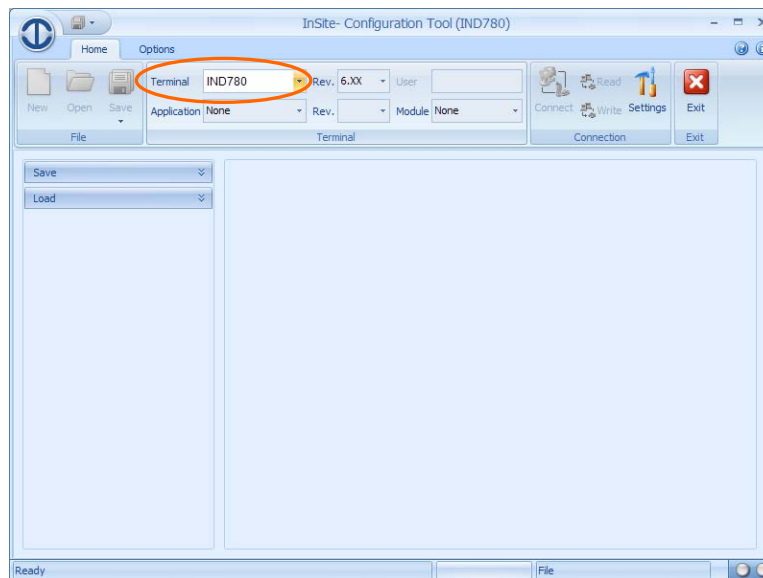 InSite- Configuration Tool (IND780)
Home Options
Terminal IND780 Rev. 6.XX User
New Open Save Application None Rev. Module None Connect Read Write Settings Exit
File Terminal Connection Exit
Save
Load
Ready File